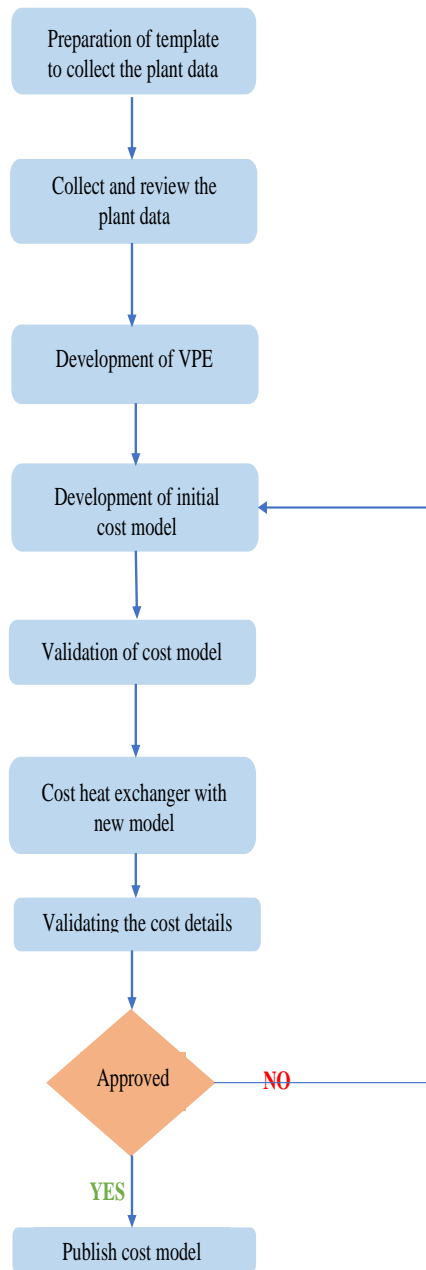 Preparation of template
to collect the plant data
Collect and review the
plant data
Development of VPE
Development of initial
cost model
Validation of cost model
Cost heat exchanger with
new model
Validating the cost details
Approved
NO
YES
Publish cost model